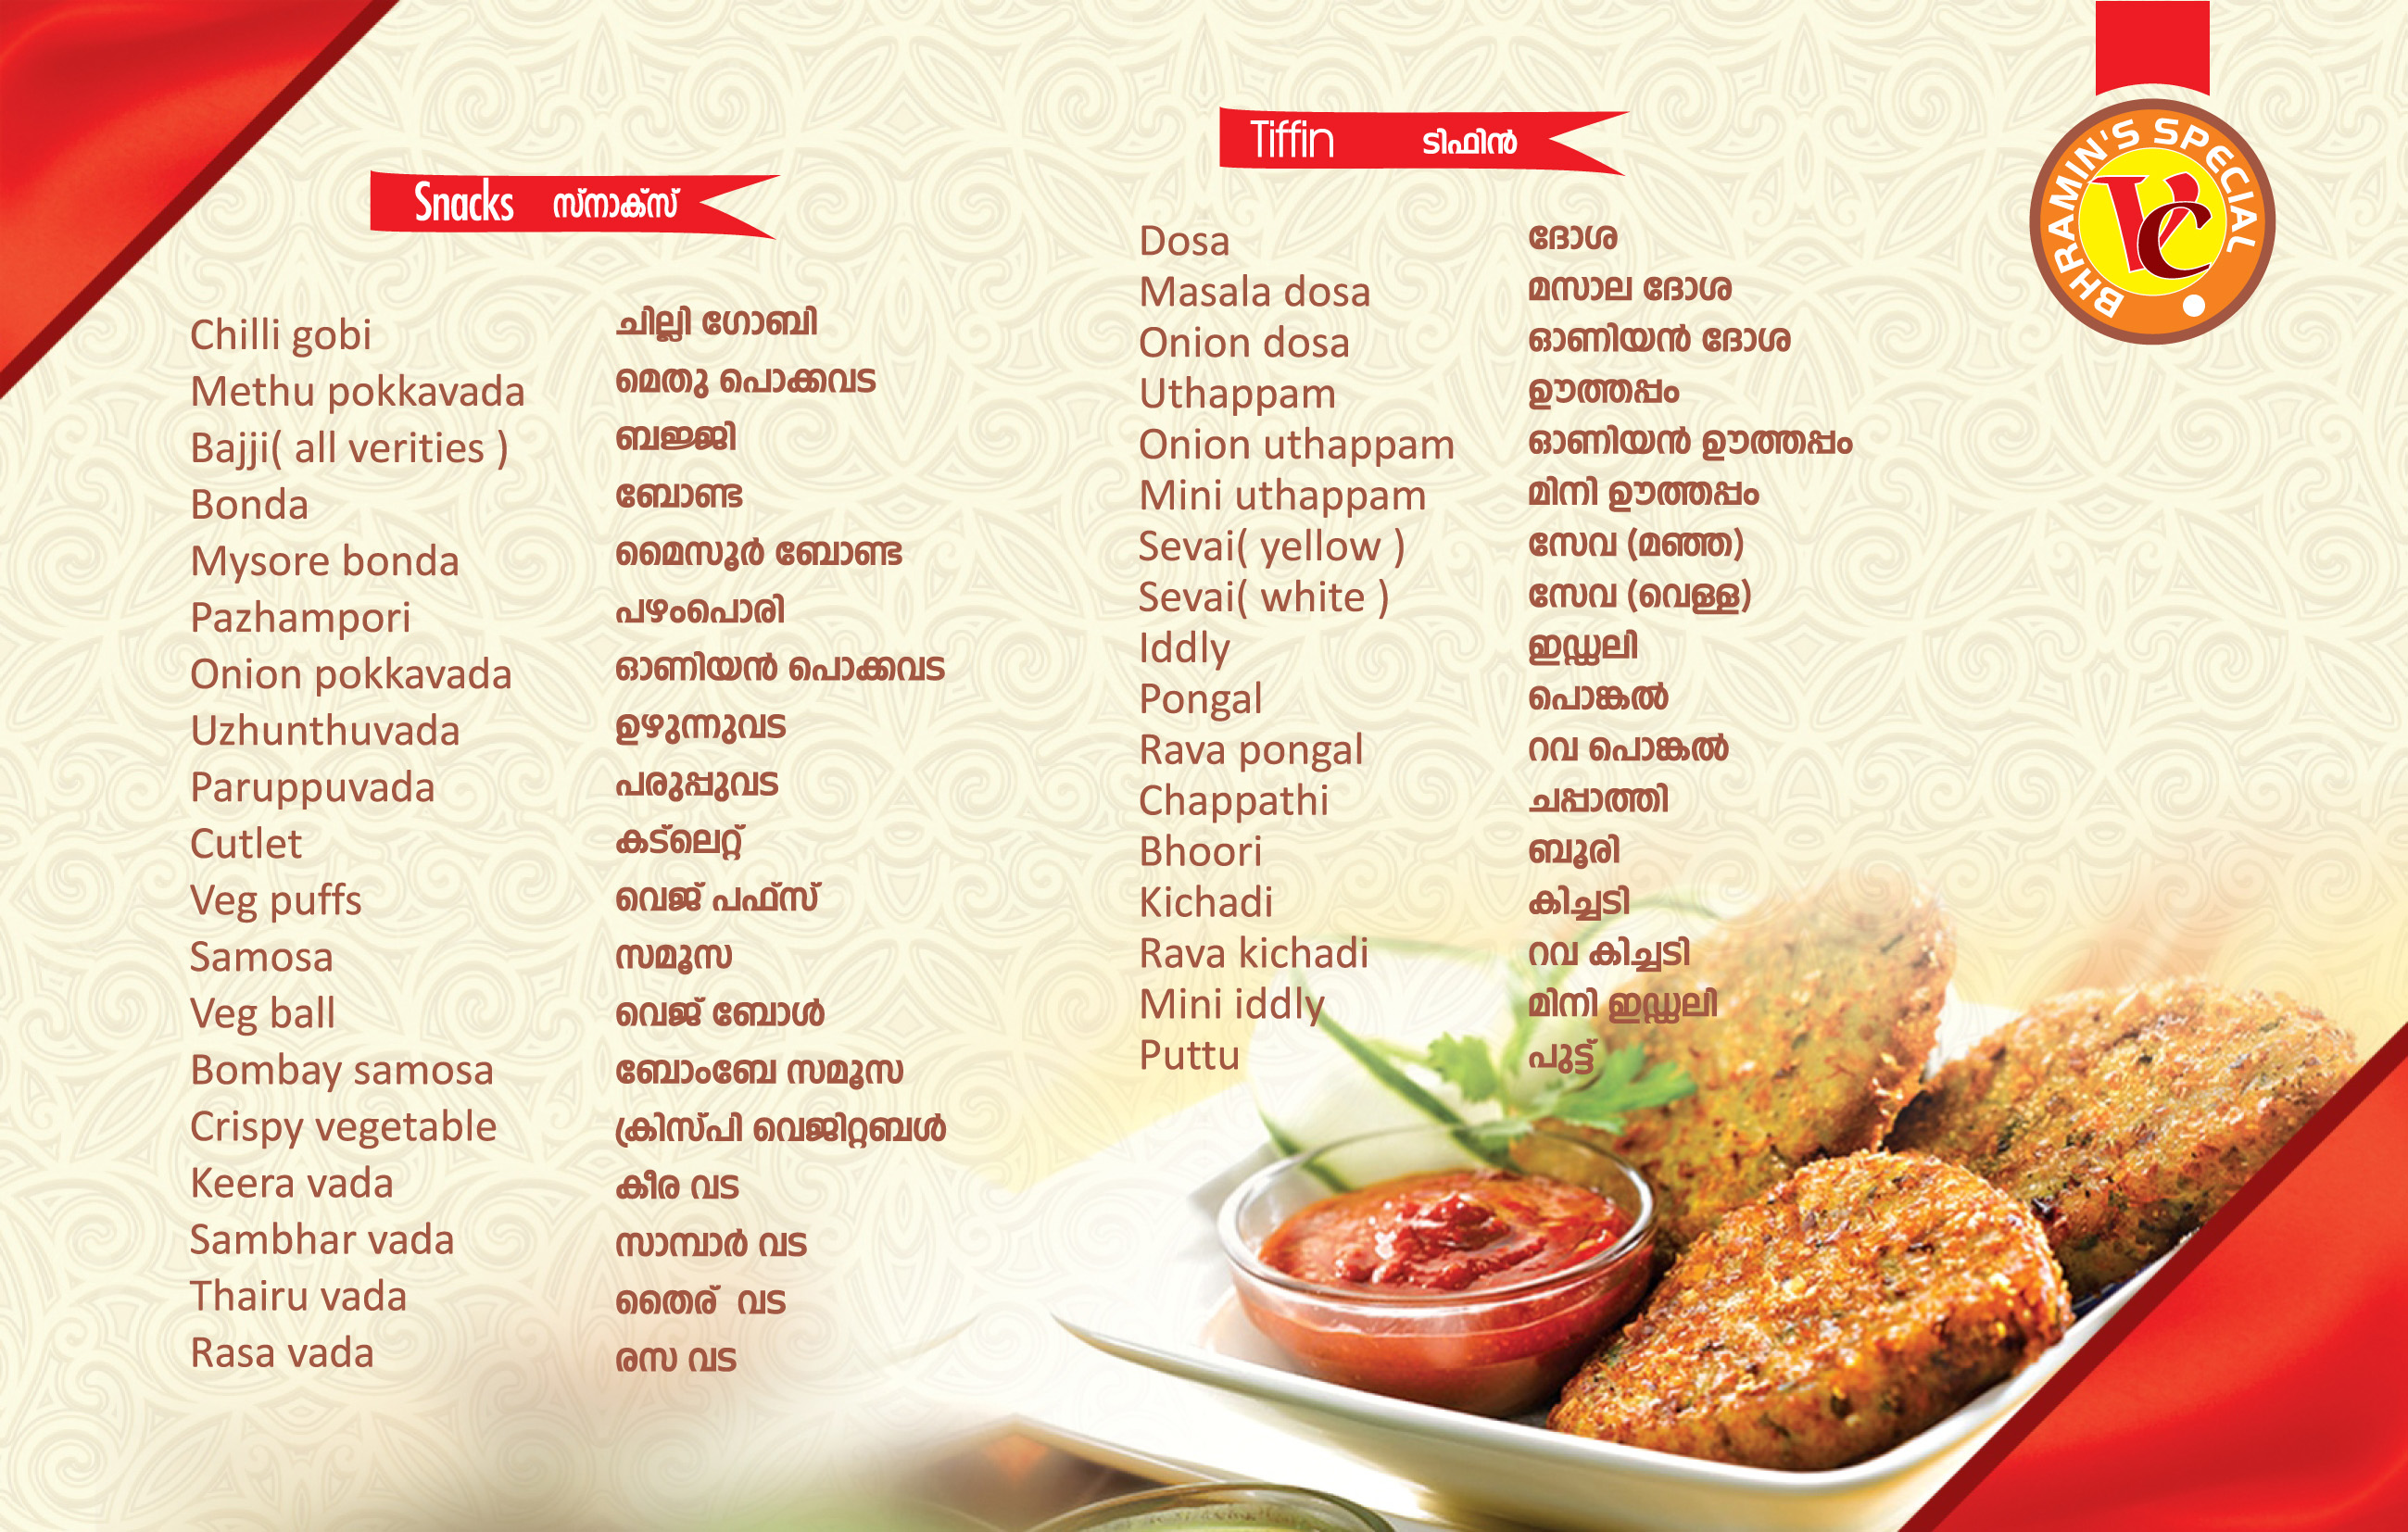 Snacks സ്നാക്സ്
Chilli gobi ചില്ലി ഗോബി
Methu pokkavada മെതു പൊക്കവട
Bajji( all verities ) ബജ്ജി
Bonda ബോണ്ട
Mysore bonda മൈസൂർ ബോണ്ട
Pazhampori പഴംപൊരി
Onion pokkavada ഓണിയൻ പൊക്കവട
Uzhunthuvada ഉഴുന്നുവട
Paruppuvada പരുപ്പുവട
Cutlet കട്ലെറ്റ്
Veg puffs വെജ് പഫ്സ്
Samosa സമൂസ
Veg ball വെജ് ബോൾ
Bombay samosa ബോംബേ സമൂസ
Crispy vegetable ക്രിസ്പി വെജിറ്റബൾ
Keera vada കീര വട
Sambhar vada സാമ്പാർ വട
Thairu vada തൈര് വട
Rasa vada രസ വട
Tiffin ടിഫിൻ
Dosa ദോശ
Masala dosa മസാല ദോശ
Onion dosa ഓണിയൻ ദോശ
Uthappam ഊത്തപ്പം
Onion uthappam ഓണിയൻ ഊത്തപ്പം
Mini uthappam മിനി ഊത്തപ്പം
Sevai( yellow ) സേവ (മഞ്ഞ)
Sevai( white ) സേവ (വെള്ള)
Iddly ഇഡ്ഡലി
Pongal പൊങ്കൽ
Rava pongal റവ പൊങ്കൽ
Chappathi ചപ്പാത്തി
Bhoori ബൂരി
Kichadi കിച്ചടി
Rava kichadi റവ കിച്ചടി
Mini iddly മിനി ഇഡ്ഡലി
Puttu പുട്ട്
BHRAMIN'S SPECIAL
VC